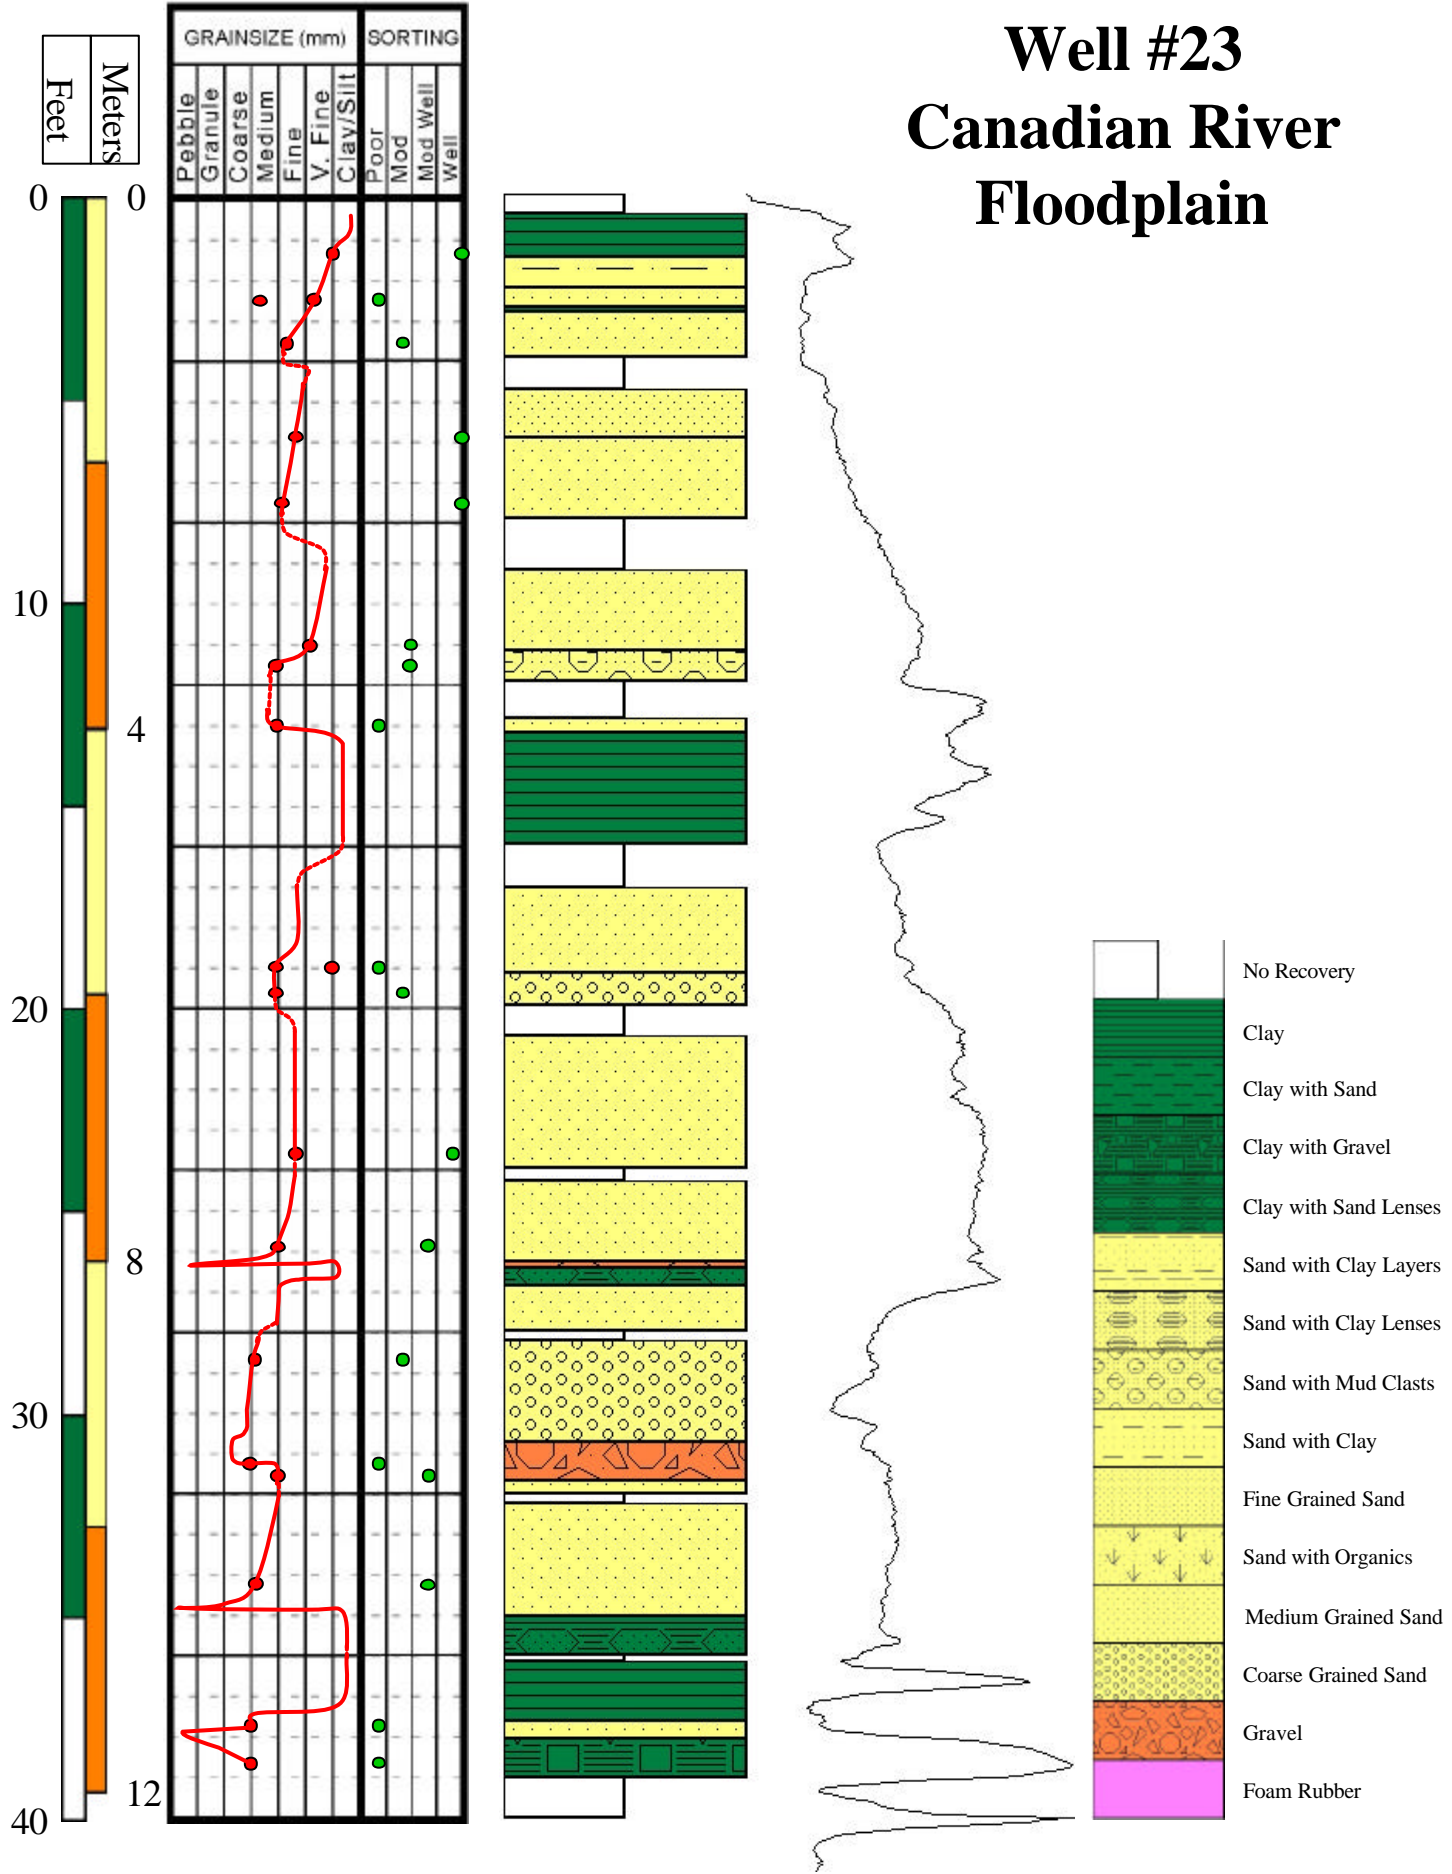 Well #23
Canadian River
Floodplain
Feet
Meters
GRAINSIZE (mm)
SORTING
Pebble
Granule
Coarse
Medium
Fine
V. Fine
Clay/Silt
Poor
Mod
Mod Well
Well
0
0
10
4
20
8
30
12
40
No Recovery
Clay
Clay with Sand
Clay with Gravel
Clay with Sand Lenses
Sand with Clay Layers
Sand with Clay Lenses
Sand with Mud Clasts
Sand with Clay
Fine Grained Sand
Sand with Organics
Medium Grained Sand
Coarse Grained Sand
Gravel
Foam Rubber